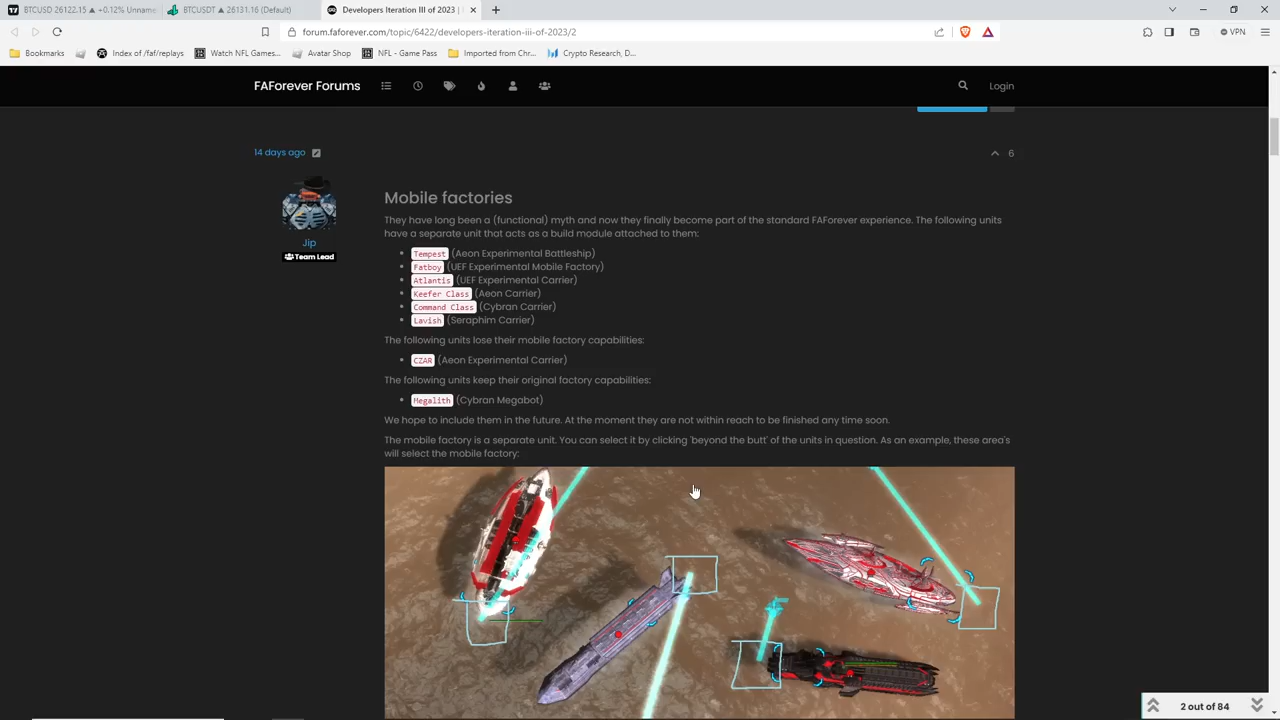 BTCUSD 26122.15 ▲ +0.12% Unnam
BTCUSDT ▲ 26131.16 (Default)
Developers Iteration III of 2023 |
forum.faforever.com/topic/6422/developers-iteration-iii-of-2023/2
VPN
Bookmarks
Index of /faf/replays
Watch NFL Games...
Avatar Shop
NFL - Game Pass
Imported from Chr...
Crypto Research, D...
FAForever Forums
Login
14 days ago
6
Jip
Team Lead
Mobile factories
They have long been a (functional) myth and now they finally become part of the standard FAForever experience. The following units
have a separate unit that acts as a build module attached to them:
• Tempest (Aeon Experimental Battleship)
• Fatboy (UEF Experimental Mobile Factory)
• Atlantis (UEF Experimental Carrier)
• Keefer Class (Aeon Carrier)
• Command Class (Cybran Carrier)
• Lavish (Seraphim Carrier)
The following units lose their mobile factory capabilities:
• CZAR (Aeon Experimental Carrier)
The following units keep their original factory capabilities:
• Megalith (Cybran Megabot)
We hope to include them in the future. At the moment they are not within reach to be finished any time soon.
The mobile factory is a separate unit. You can select it by clicking 'beyond the butt' of the units in question. As an example, these area's
will select the mobile factory:
2 out of 84